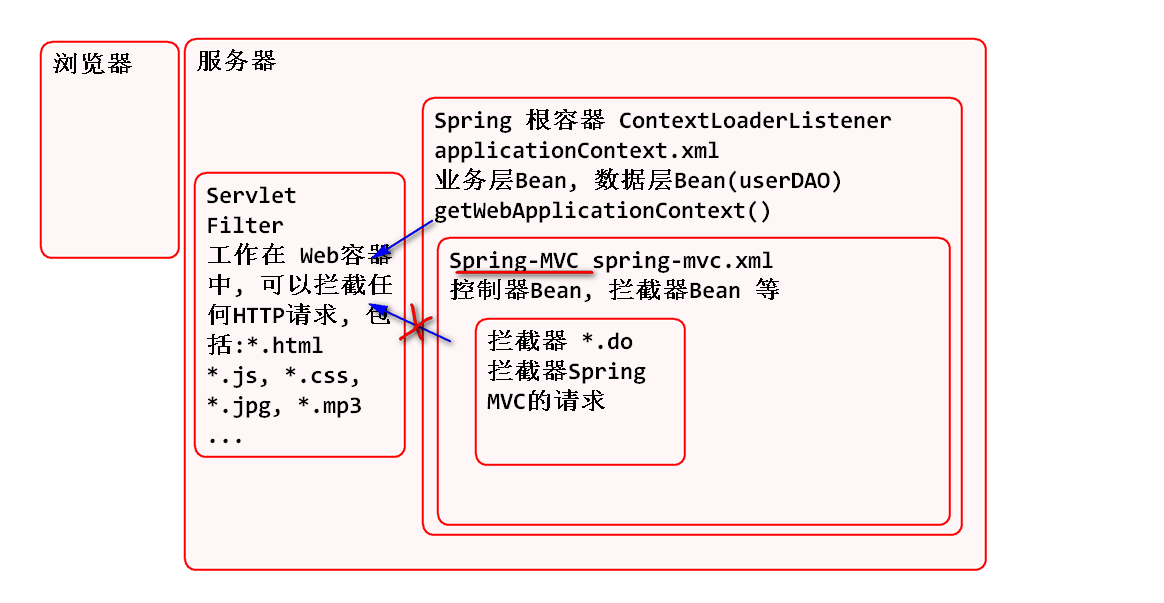 浏览器
服务器
Servlet
Filter
工作在 Web容器
中, 可以拦截任
何HTTP请求, 包
括:*.html
*.js, *.css,
*.jpg, *.mp3
...
Spring 根容器 ContextLoaderListener
applicationContext.xml
业务层Bean, 数据层Bean(userDAO)
getWebApplicationContext()
Spring-MVC spring-mvc.xml
控制器Bean, 拦截器Bean 等
拦截器 *.do
拦截器Spring
MVC的请求